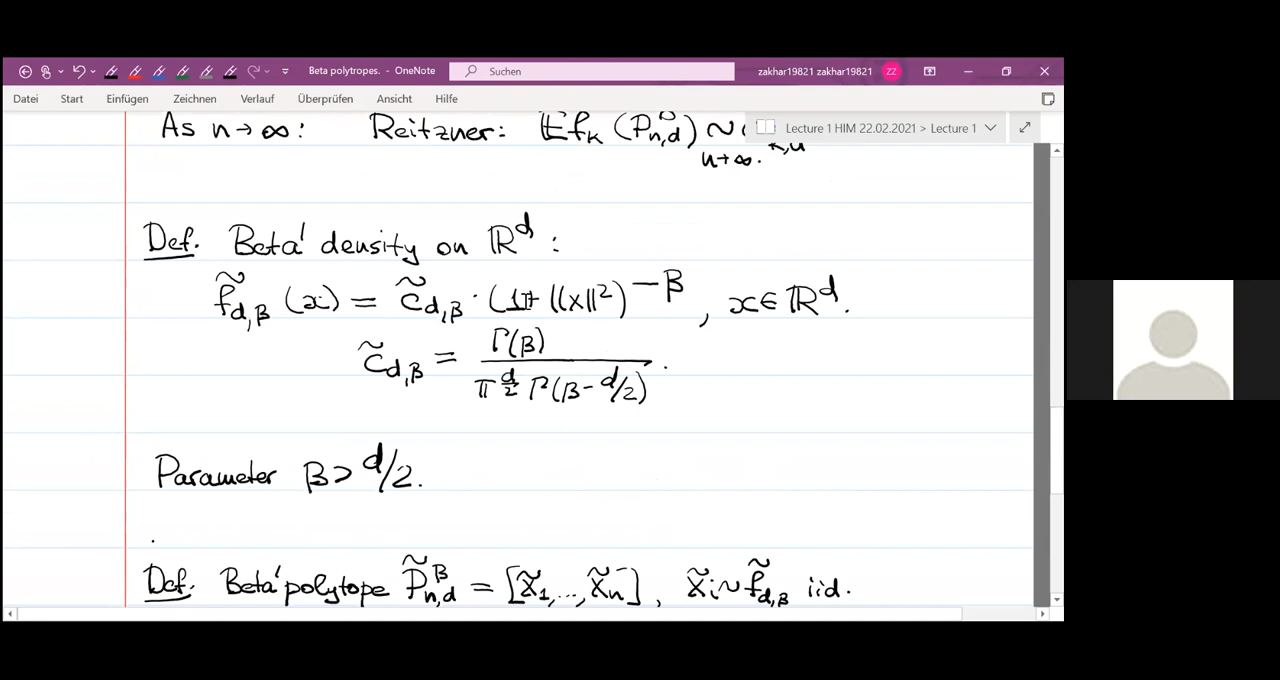 Beta polytopes. - OneNote
Suchen
zakhar19821 zakhar19821
ZZ
Datei Start Einfügen Zeichnen Verlauf Überprüfen Ansicht Hilfe
Lecture 1 HIM 22.02.2021 > Lecture 1
As n→∞: Reitzner: 𝔼f_k (P_{n,d}^β) ~
n→∞.
Def. Beta' density on ℝ^d :
f̃_{d,β} (x) = c̃_{d,β} · (1+ ||x||²)^{-β} , x∈ℝ^d.
c̃_{d,β} = Γ(β) / (π^{d/2} Γ(β - d/2)) .
Parameter β > d/2.
Def. Beta' polytope P̃_{n,d}^β = [X̃_1,...,X̃_n] , X̃_i ~ f̃_{d,β} iid.